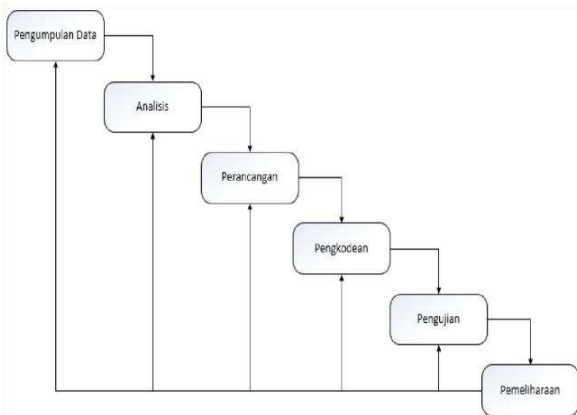 Pengumpulan Data
Analisis
Perancangan
Pengkodean
Pengujian
Pemeliharaan